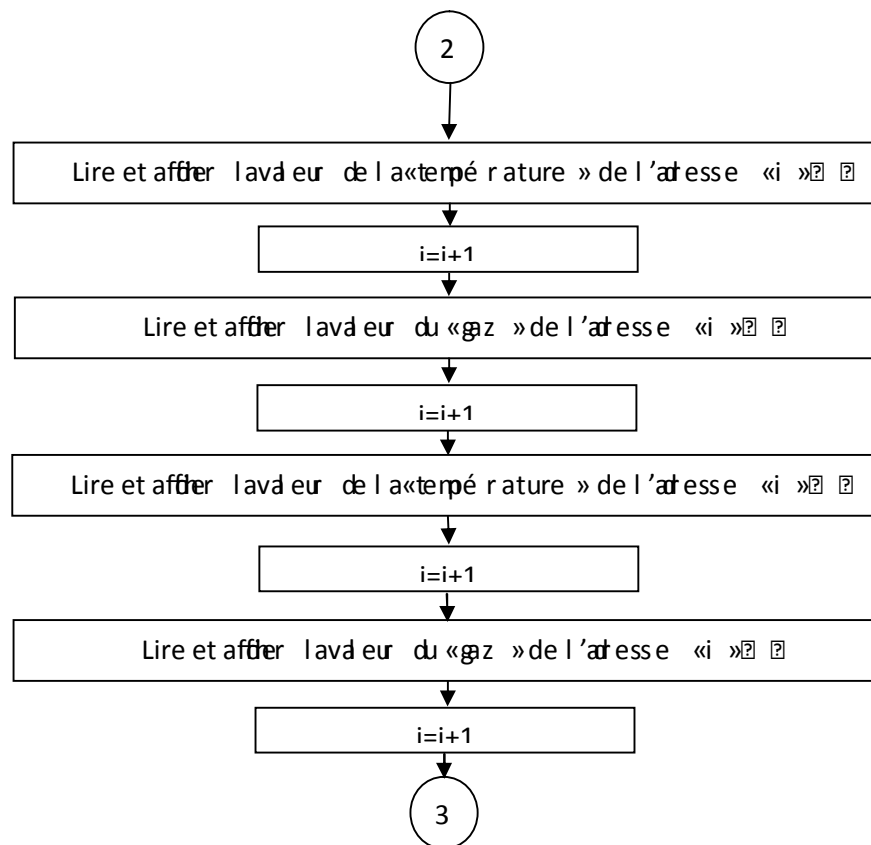 2
Lire et afficher la valeur de la «température » de l'adresse «i »
i=i+1
Lire et afficher la valeur du «gaz » de l'adresse «i »
i=i+1
Lire et afficher la valeur de la «température » de l'adresse «i »
i=i+1
Lire et afficher la valeur du «gaz » de l'adresse «i »
i=i+1
3